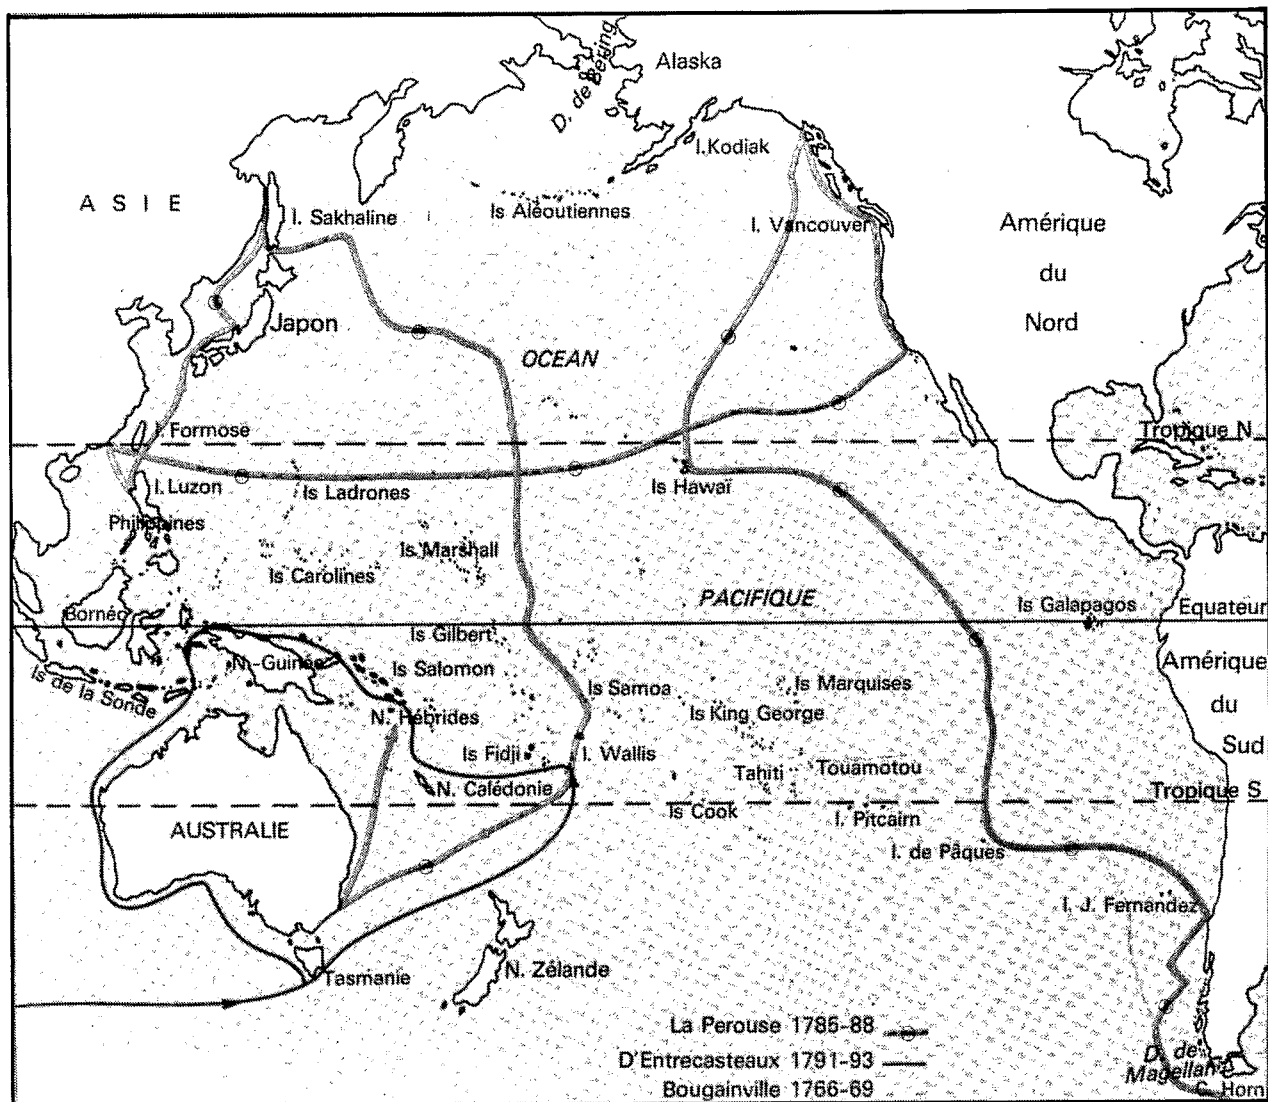 Alaska
D. de Bering
I. Kodiak
ASIE
I. Sakhaline
Is Aléoutiennes
I. Vancouver
Amérique
du
Nord
Japon
OCEAN
I. Formose
Tropique N
I. Luzon
Is Ladrones
Is Hawaï
Philippines
Is Marshall
Is Carolines
PACIFIQUE
Bornéo
Is Galapagos
Equateur
Is Gilbert
N.-Guinée
Is Salomon
Amérique
du
Sud
Is de la Sonde
Is Samoa
Is Marquises
N. Hébrides
Is King George
Is Fidji
I. Wallis
Tahiti
Touamotou
N. Calédonie
Tropique S
Is Cook
I. Pitcairn
AUSTRALIE
I. de Pâques
I. J. Fernandez
Tasmanie
N. Zélande
La Perouse 1785-88
D'Entrecasteaux 1791-93
Bougainville 1766-69
D. de
Magellan
C. Horn